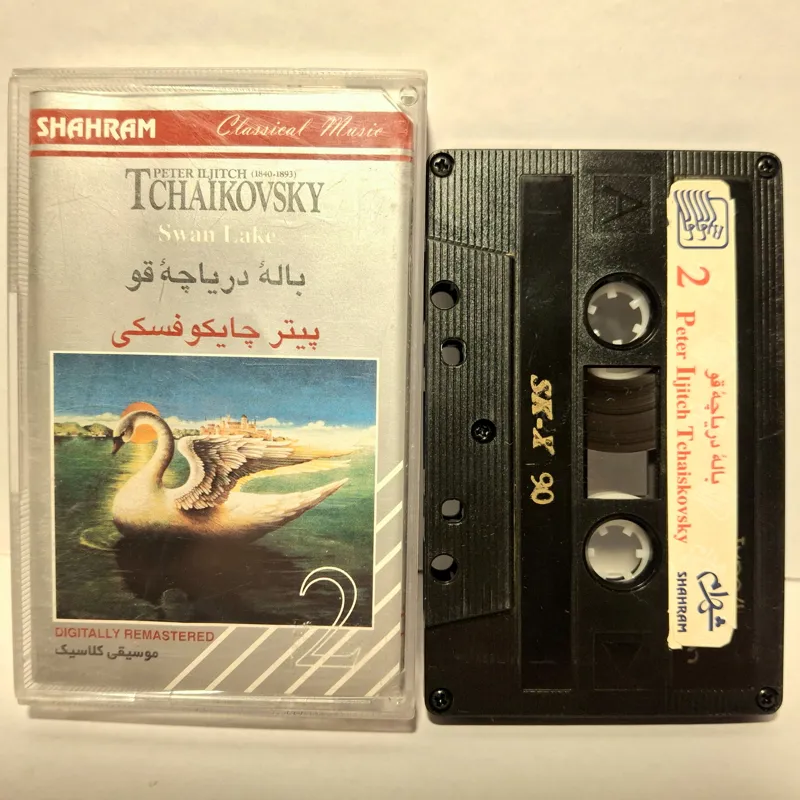 SHAHRAM
Classical Music
PETER ILJITCH (1840-1893)
TCHAIKOVSKY
Swan Lake
بالهٔ دریاچهٔ قو
پیتر چایکوفسکی
2
DIGITALLY REMASTERED
موسیقی کلاسیک
A
SK-X 90
2 Peter Iljitch Tchaiskovsky
بالهٔ دریاچهٔ قو
شهرام
SHAHRAM